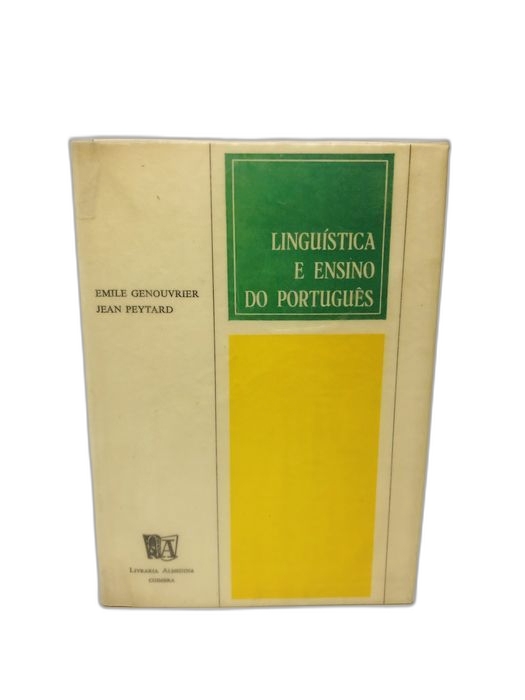 LINGUÍSTICA
E ENSINO
DO PORTUGUÊS
EMILE GENOUVRIER
JEAN PEYTARD
A
LIVRARIA ALMEDINA
COIMBRA